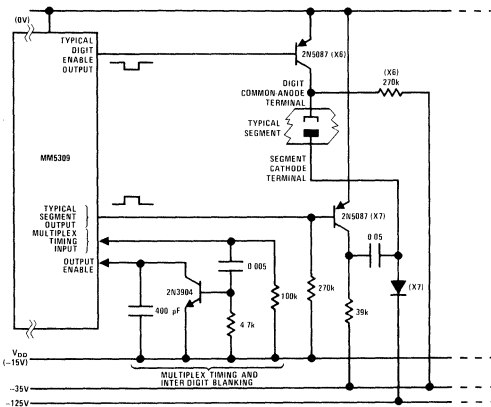 (0V)
TYPICAL
DIGIT
ENABLE
OUTPUT
2N5087 (X6)
DIGIT
COMMON-ANODE
TERMINAL
(X6)
270k
TYPICAL
SEGMENT
MM5309
SEGMENT
CATHODE
TERMINAL
TYPICAL
SEGMENT
OUTPUT
MULTIPLEX
TIMING
INPUT
OUTPUT
ENABLE
2N5087 (X7)
0.05
0.005
2N3904
400 pF
4.7k
100k
270k
39k
(X7)
VDD
(–15V)
MULTIPLEX TIMING AND
INTER DIGIT BLANKING
–35V
–125V